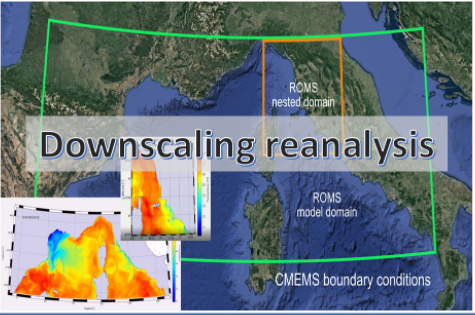 ROMS
nested domain
Downscaling reanalysis
ROMS
model domain
CMEMS boundary conditions